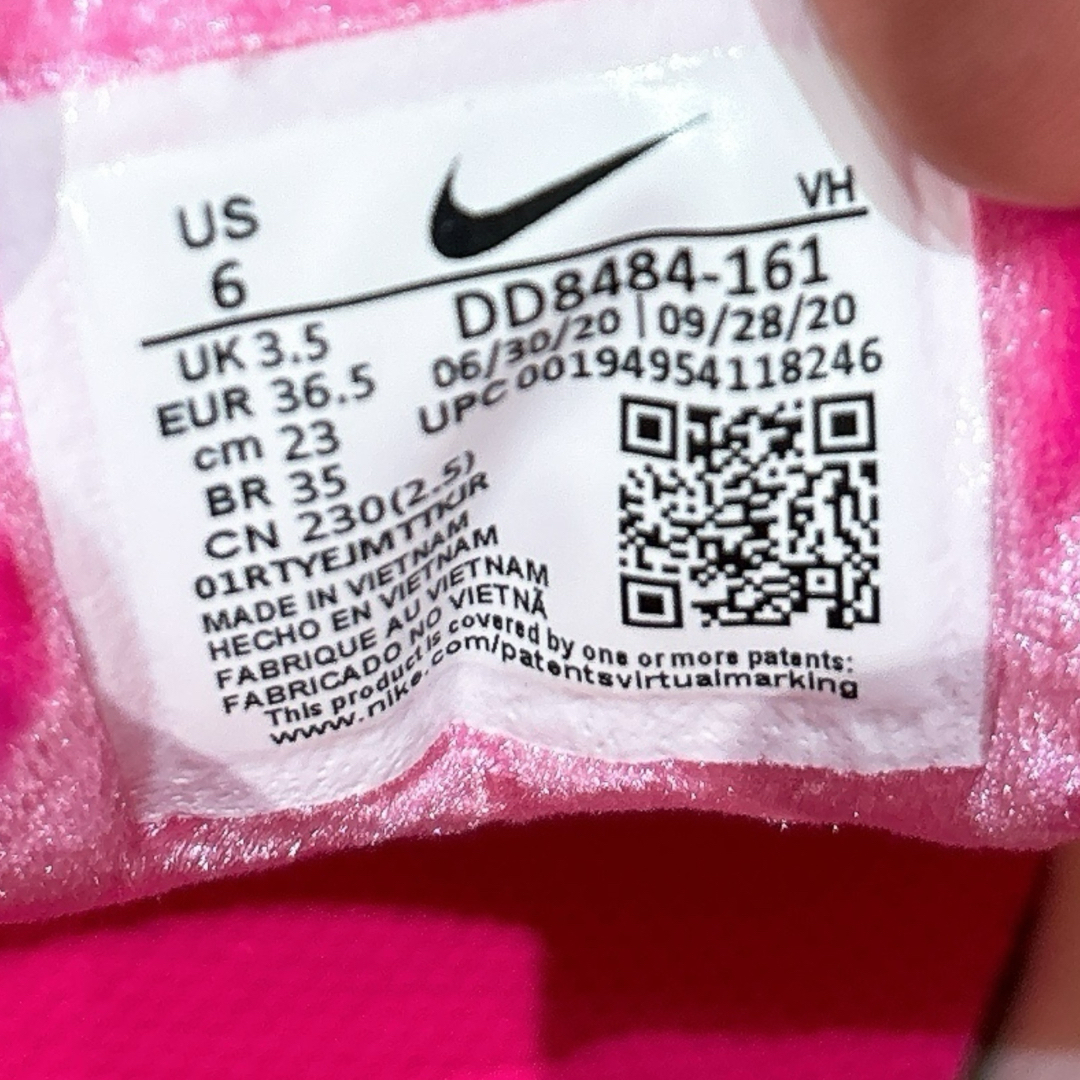 US
6
VH
DD8484-161
06/30/20 | 09/28/20
UPC 00194954118246
UK 3.5
EUR 36.5
cm 23
BR 35
CN 230(2.5)
01RTYEJMTTKJR
MADE IN VIETNAM
HECHO EN VIETNAM
FABRIQUE AU VIETNAM
FABRICADO NO VIETNÃ
This product is covered by one or more patents:
www.nike.com/patentsvirtualmarking